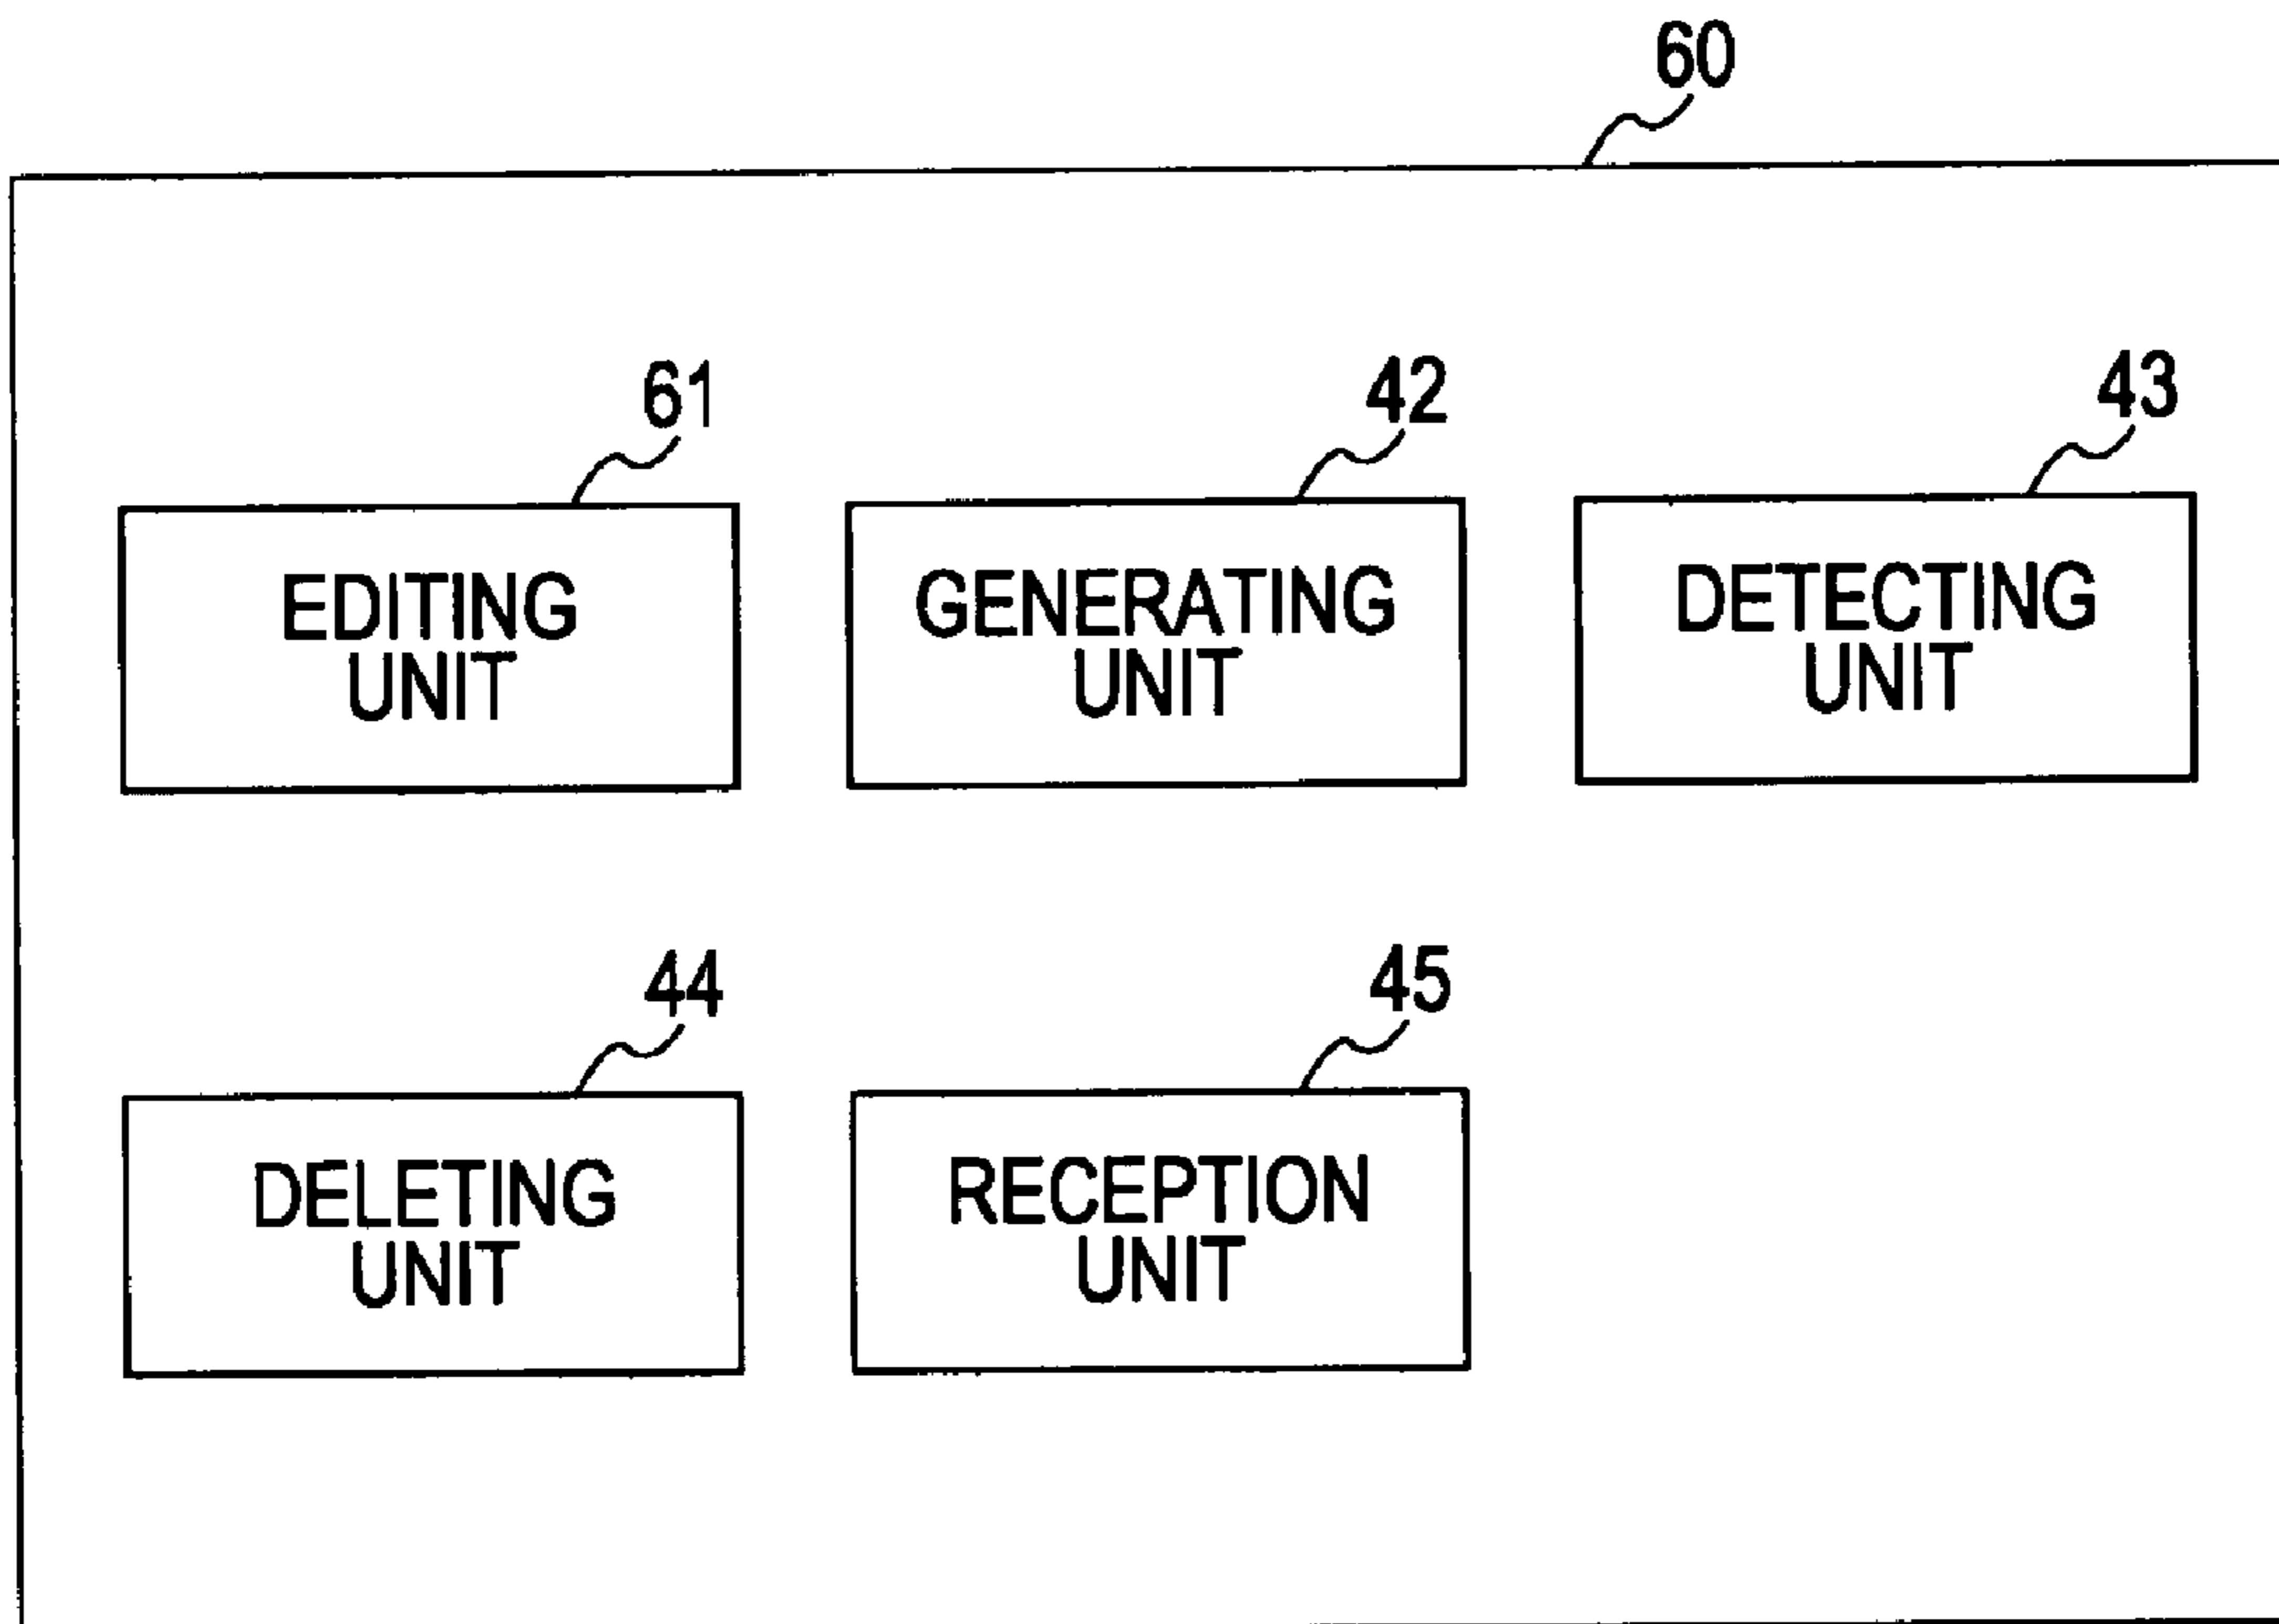 60
61
42
43
EDITING
UNIT
GENERATING
UNIT
DETECTING
UNIT
44
45
DELETING
UNIT
RECEPTION
UNIT